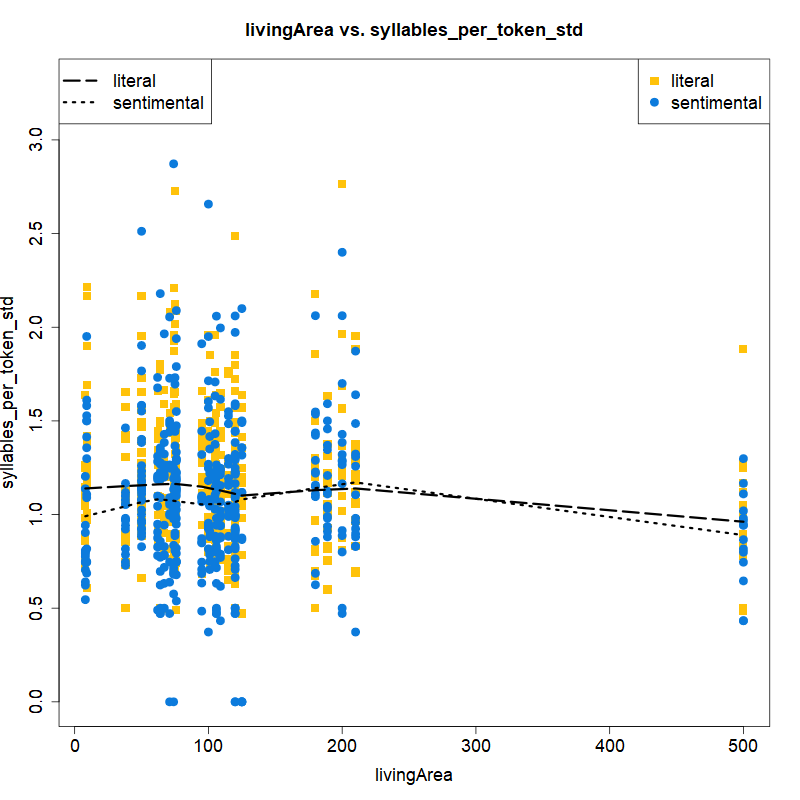 livingArea vs. syllables_per_token_std
literal
sentimental
literal
sentimental
syllables_per_token_std
3.0
2.5
2.0
1.5
1.0
0.5
0.0
0 100 200 300 400 500
livingArea